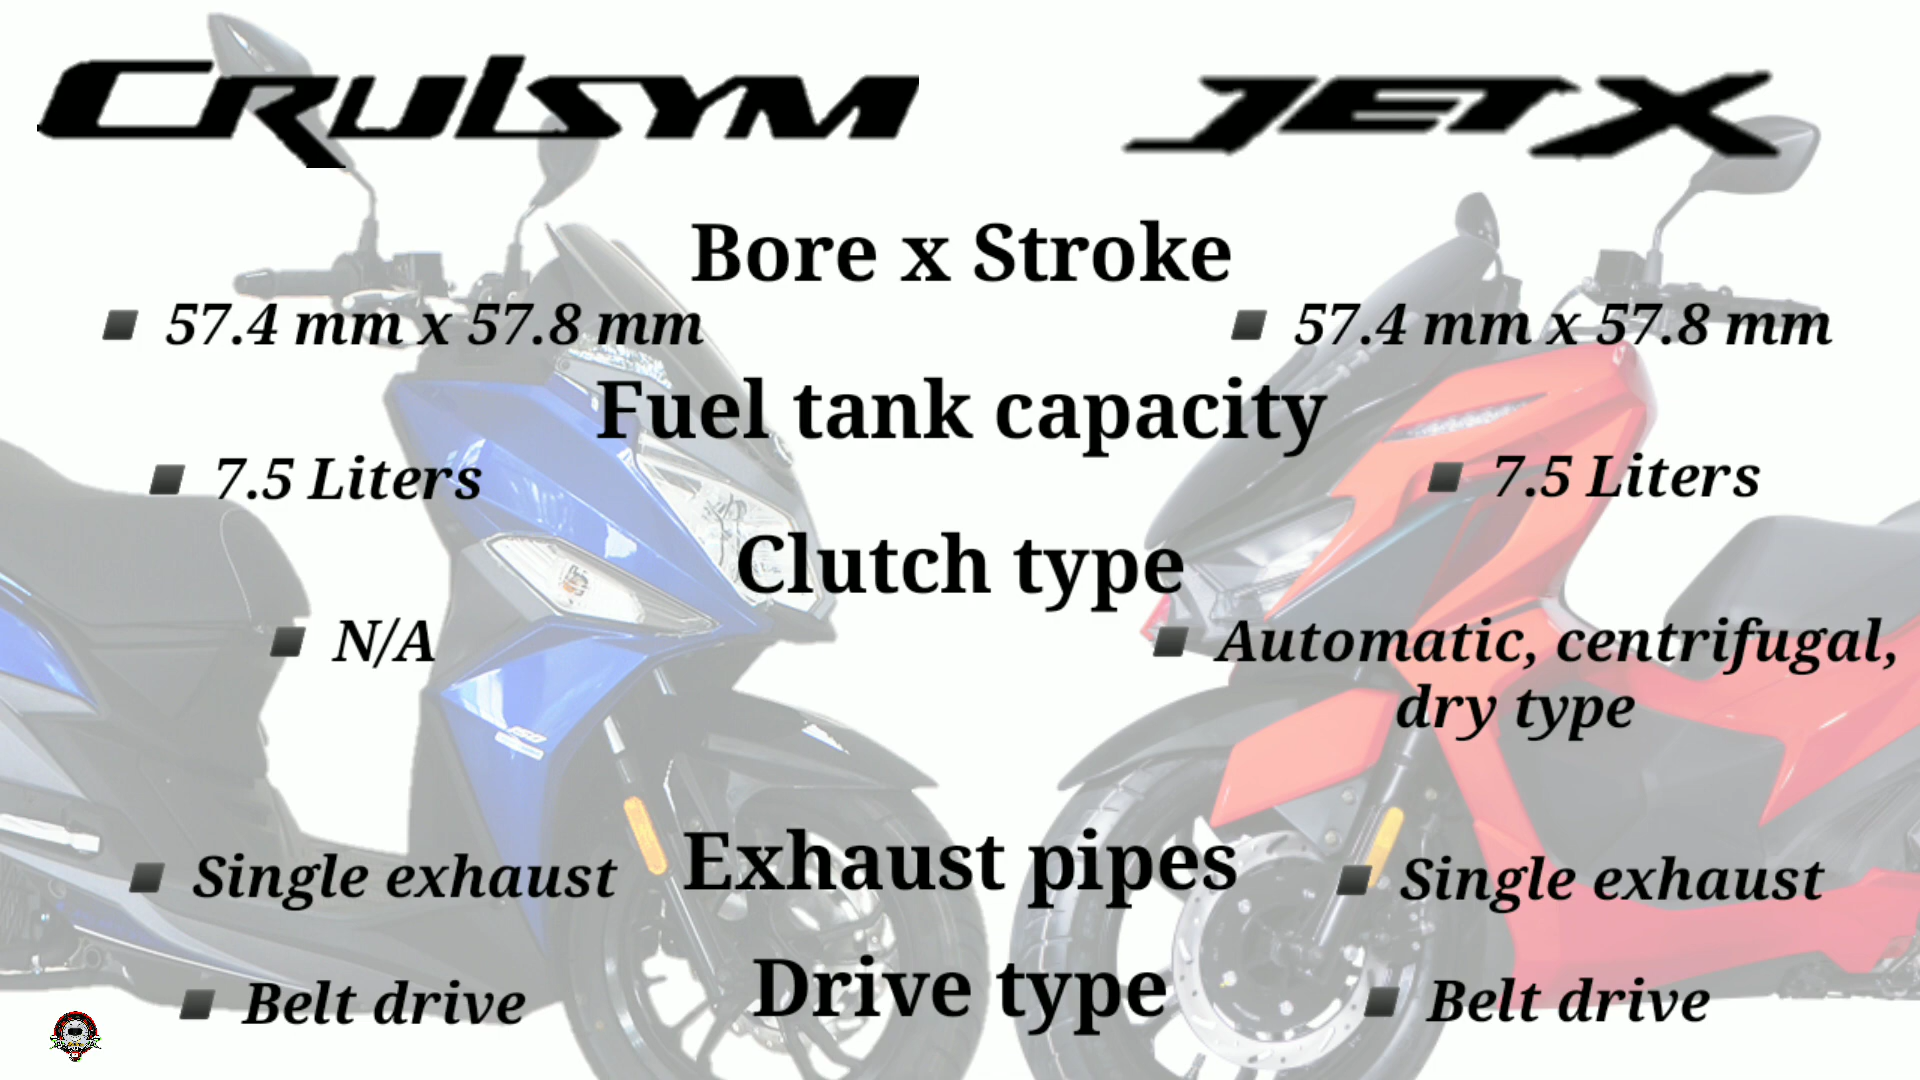 CRUISYM
JET X
Bore x Stroke
57.4 mm x 57.8 mm
57.4 mm x 57.8 mm
Fuel tank capacity
7.5 Liters
7.5 Liters
Clutch type
N/A
Automatic, centrifugal,
dry type
Exhaust pipes
Single exhaust
Single exhaust
Drive type
Belt drive
Belt drive